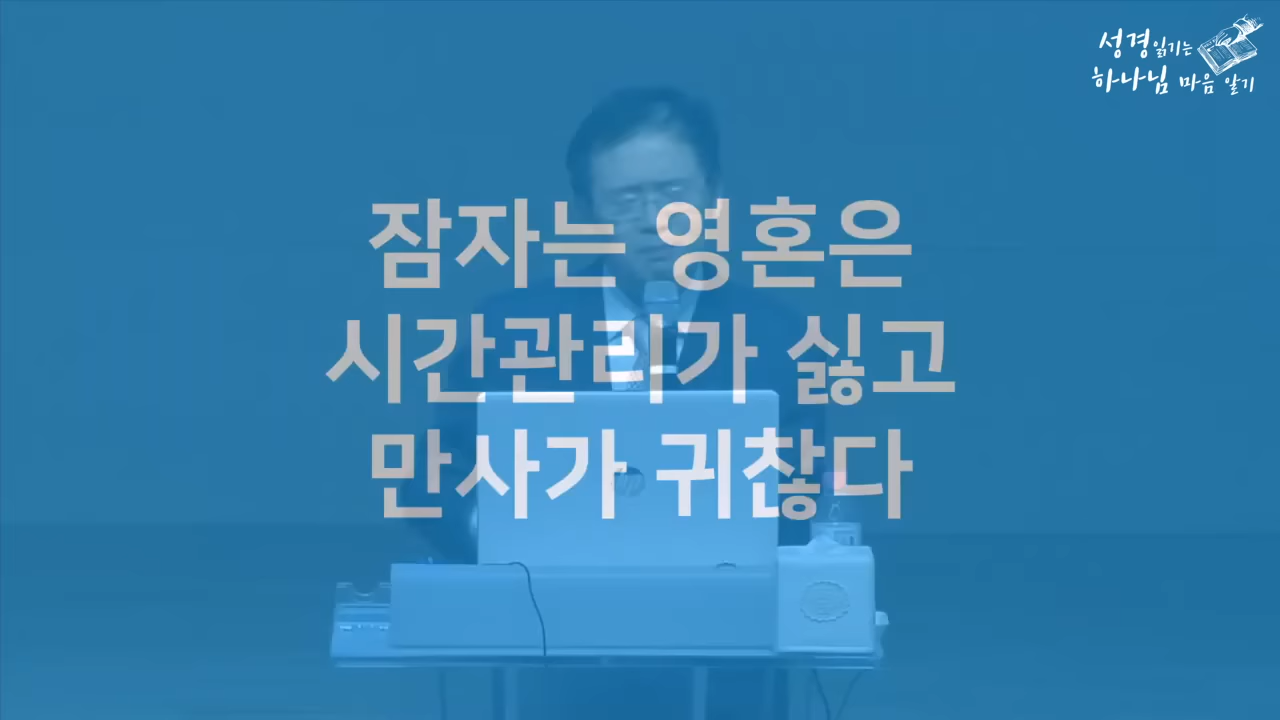 성경읽기는
하나님 마음 알기
잠자는 영혼은
시간관리가 싫고
만사가 귀찮다